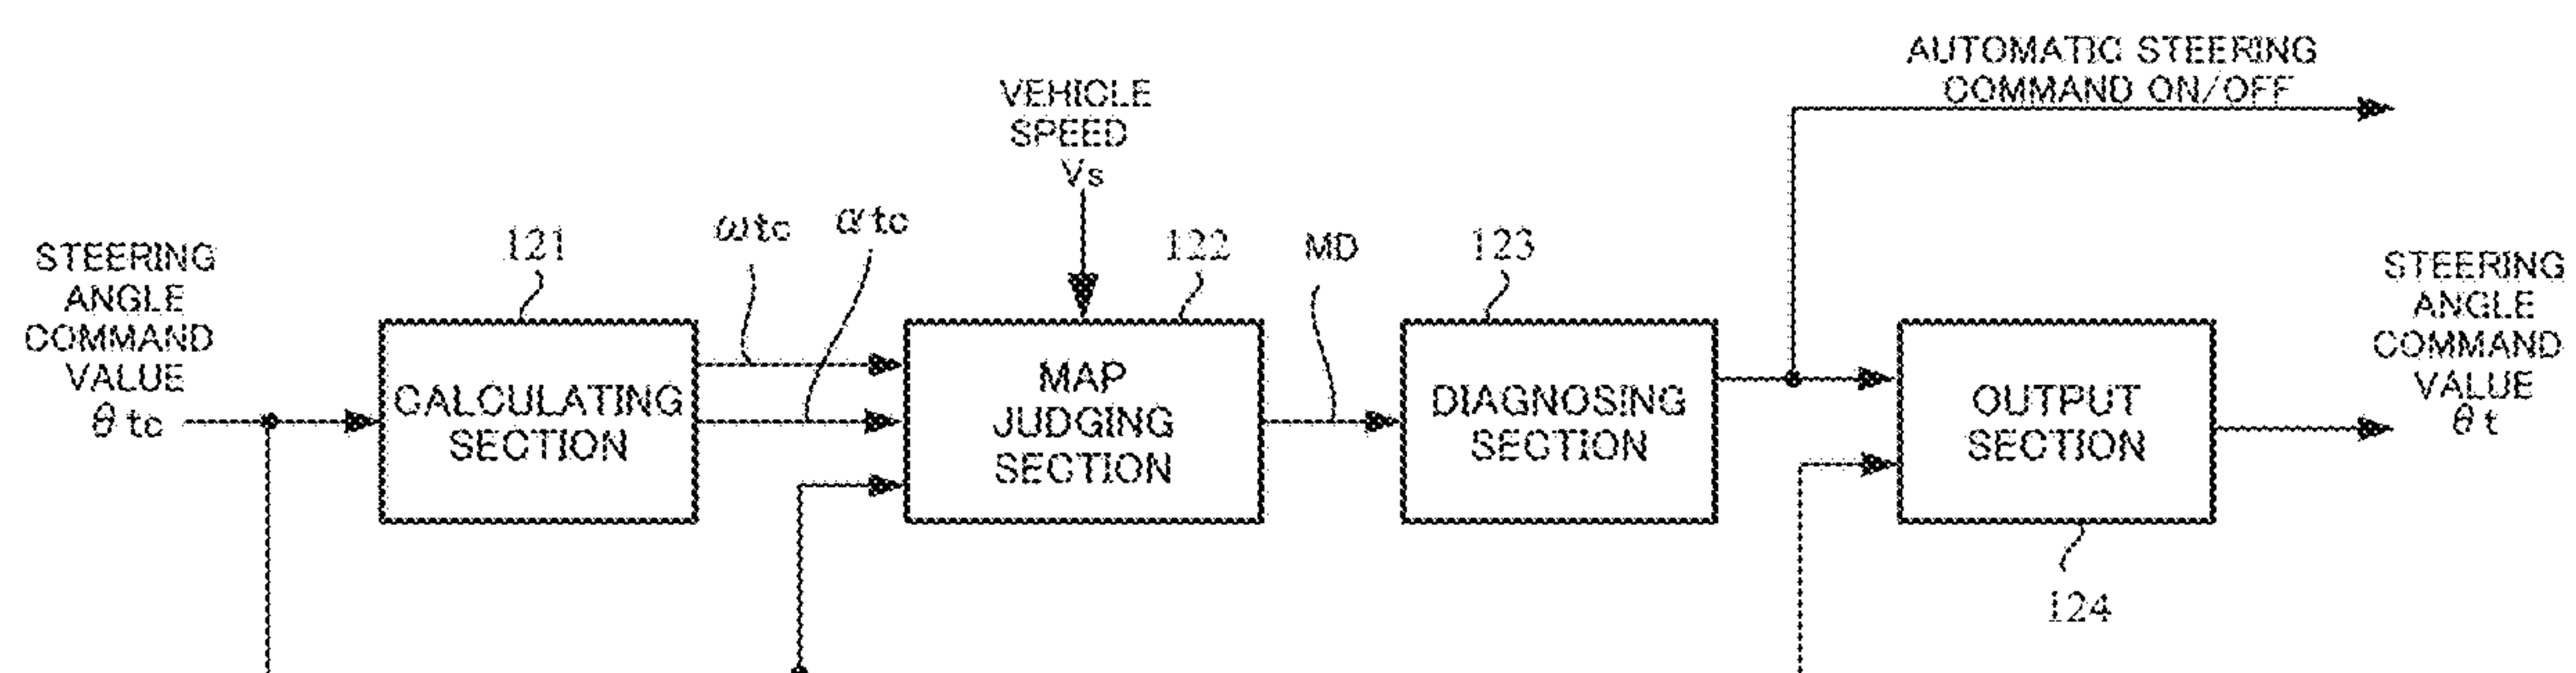 AUTOMATIC STEERING
COMMAND ON/OFF
VEHICLE
SPEED
Vs
ωtc
αtc
121
122
MD
123
STEERING
ANGLE
COMMAND
VALUE
θtc
CALCULATING
SECTION
MAP
JUDGING
SECTION
DIAGNOSING
SECTION
OUTPUT
SECTION
STEERING
ANGLE
COMMAND
VALUE
θt
124